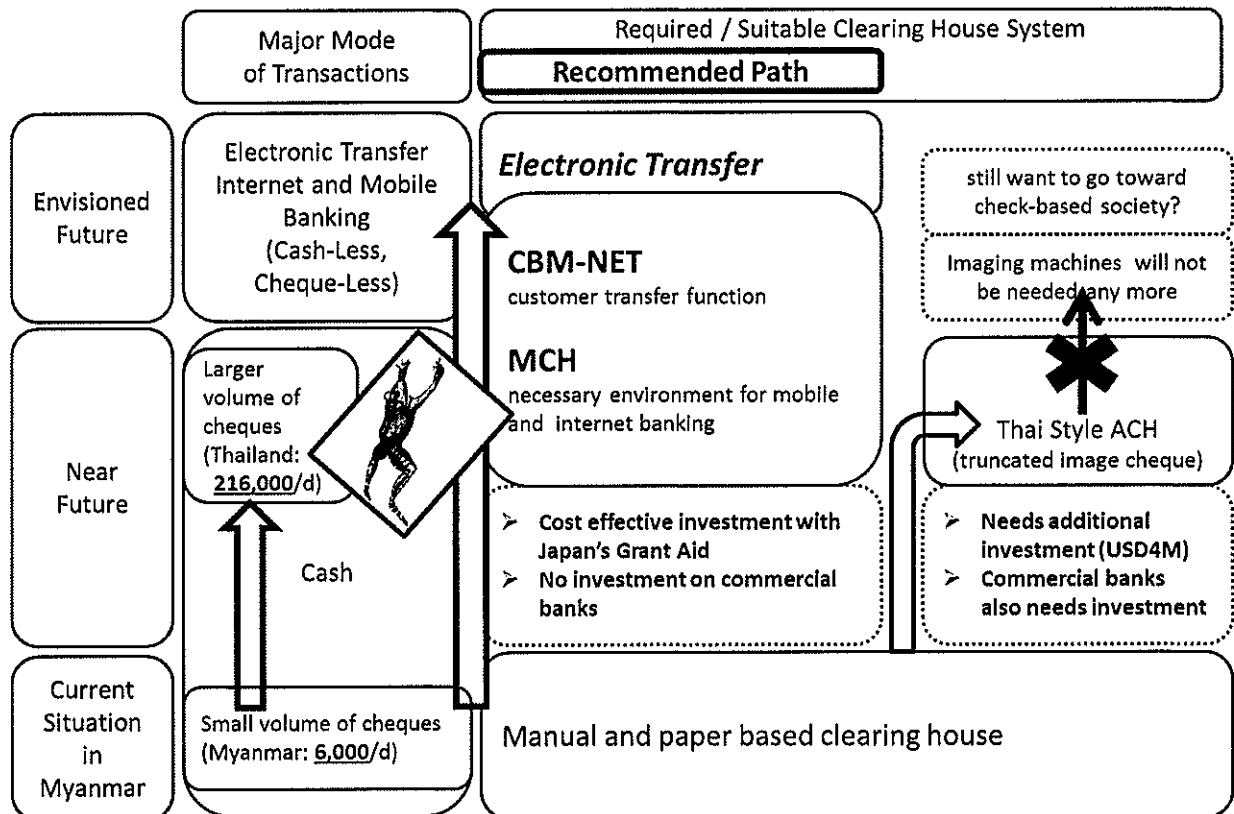 Major Mode
of Transactions
Required / Suitable Clearing House System
Recommended Path
Envisioned
Future
Electronic Transfer
Internet and Mobile
Banking
(Cash-Less,
Cheque-Less)
Electronic Transfer
CBM-NET
customer transfer function
MCH
necessary environment for mobile
and internet banking
still want to go toward
check-based society?
Imaging machines will not
be needed any more
Near
Future
Larger
volume of
cheques
(Thailand:
216,000/d)
Cash
➢ Cost effective investment with
Japan's Grant Aid
➢ No investment on commercial
banks
Thai Style ACH
(truncated image cheque)
➢ Needs additional
investment (USD4M)
➢ Commercial banks
also needs investment
Current
Situation
in
Myanmar
Small volume of cheques
(Myanmar: 6,000/d)
Manual and paper based clearing house